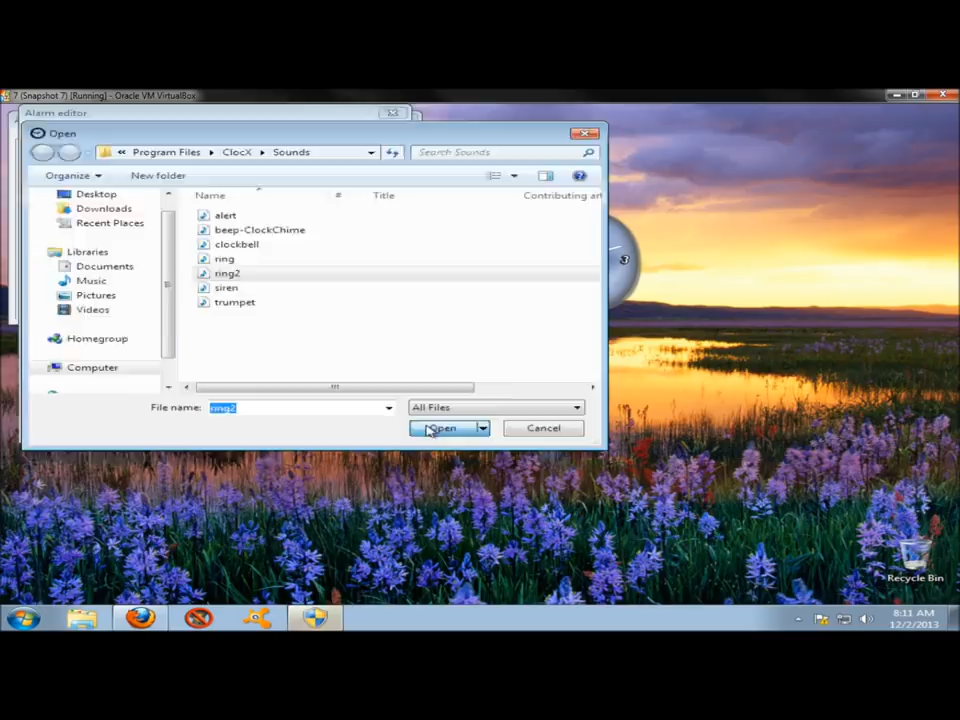 7 (Snapshot 7) [Running] - Oracle VM VirtualBox
Alarm editor
Open
« Program Files ▸ ClocX ▸ Sounds
Search Sounds
Organize
New folder
Name
#
Title
Contributing art
Desktop
Downloads
Recent Places
Libraries
Documents
Music
Pictures
Videos
Homegroup
Computer
alert
beep-ClockChime
clockbell
ring
ring2
siren
trumpet
3
File name:
ring2
All Files
Open
Cancel
Recycle Bin
8:11 AM
12/2/2013